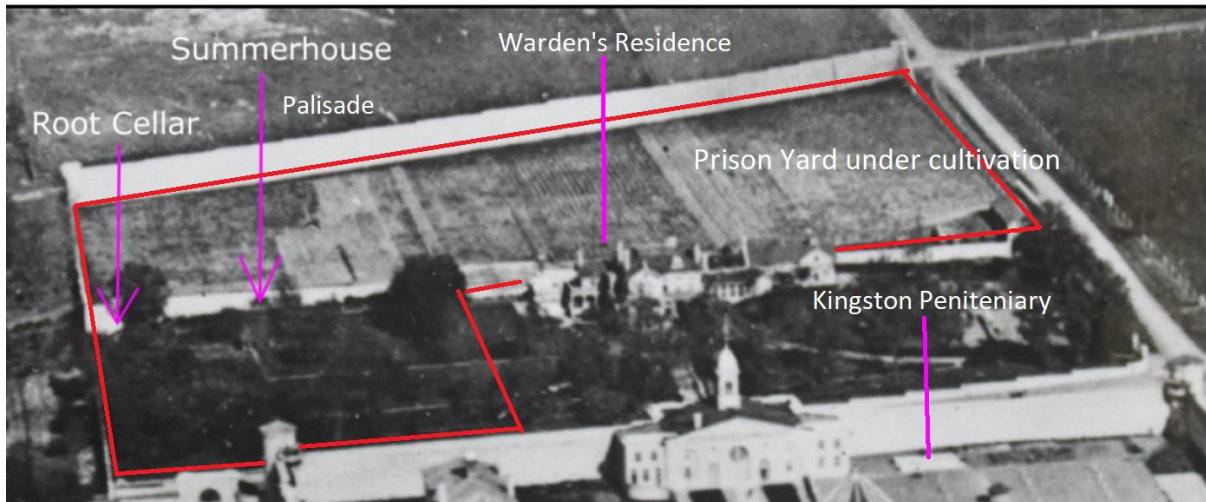 Summerhouse
Warden's Residence
Palisade
Root Cellar
Prison Yard under cultivation
Kingston Peniteniary